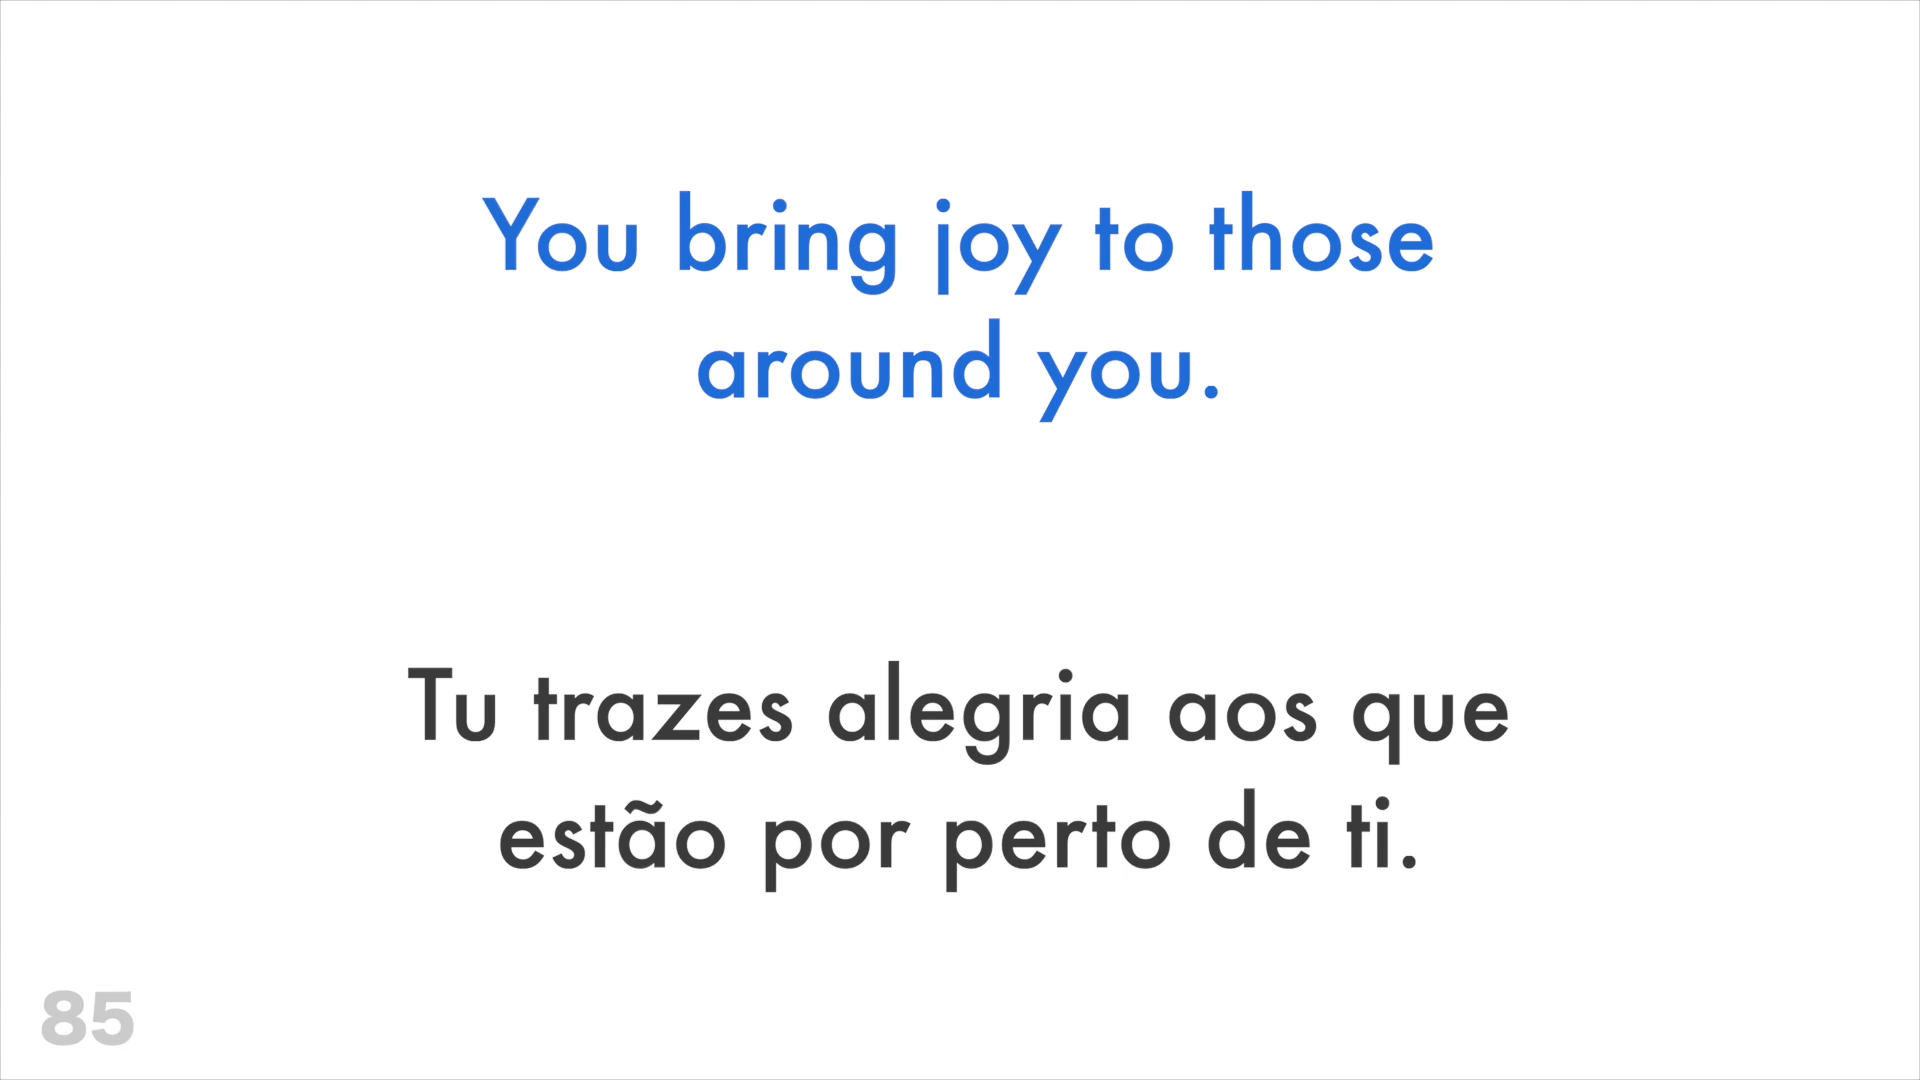 You bring joy to those
around you.
Tu trazes alegria aos que
estão por perto de ti.
85